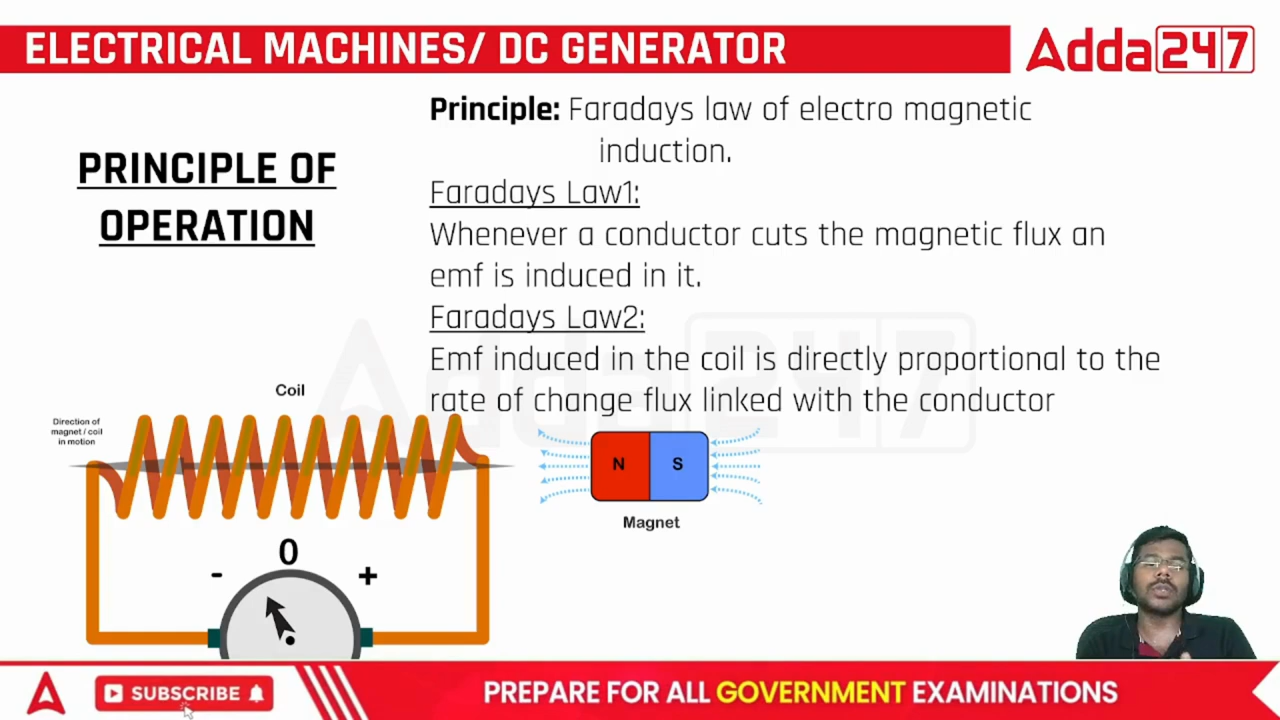 ELECTRICAL MACHINES/ DC GENERATOR
Adda247
PRINCIPLE OF
OPERATION
Principle: Faradays law of electro magnetic
induction.
Faradays Law1:
Whenever a conductor cuts the magnetic flux an
emf is induced in it.
Faradays Law2:
Emf induced in the coil is directly proportional to the
rate of change flux linked with the conductor
Coil
Direction of
magnet / coil
in motion
N S
Magnet
0
- +
SUBSCRIBE
PREPARE FOR ALL GOVERNMENT EXAMINATIONS